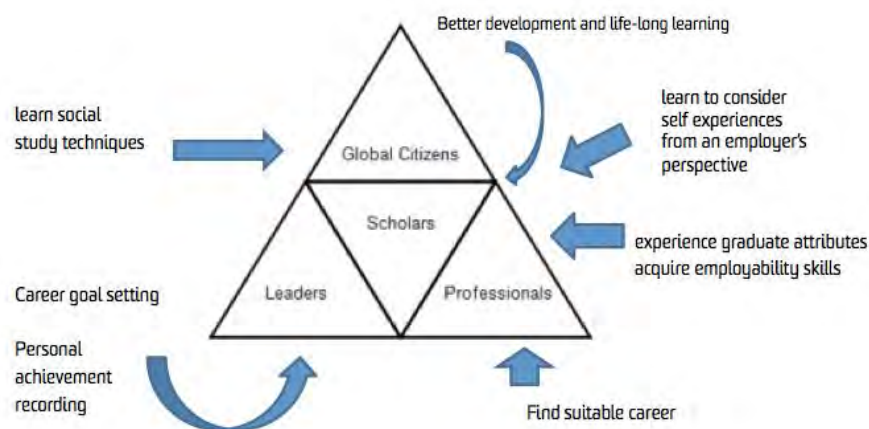 Better development and life-long learning
learn social
study techniques
learn to consider
self experiences
from an employer's
perspective
Global Citizens
Scholars
experience graduate attributes
acquire employability skills
Career goal setting
Leaders
Professionals
Personal
achievement
recording
Find suitable career